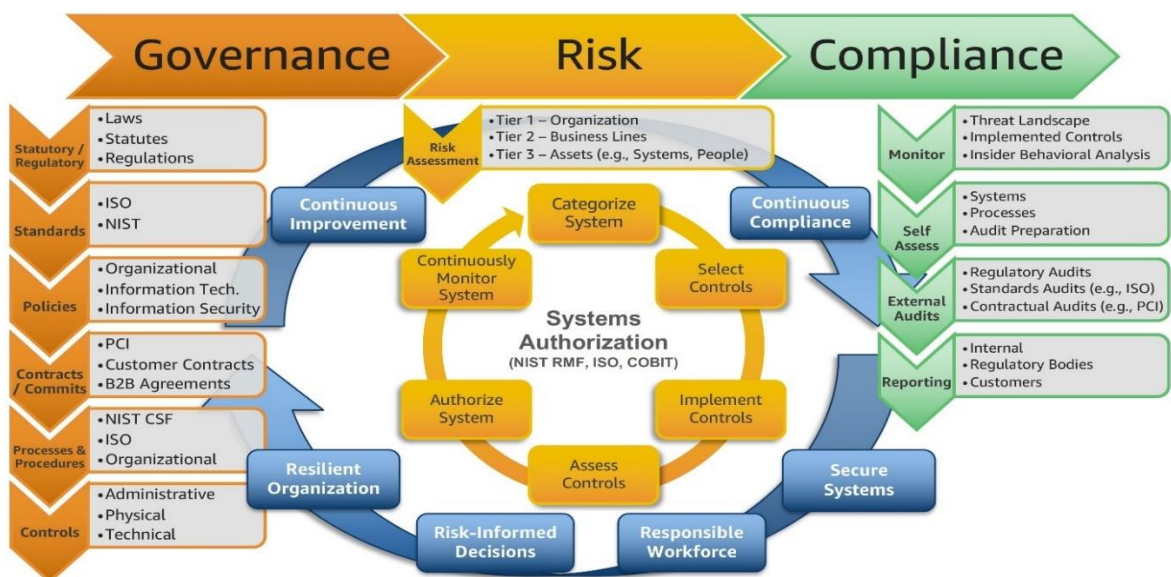 Governance
Risk
Compliance
Statutory /
Regulatory
•Laws
•Statutes
•Regulations
Standards
•ISO
•NIST
Policies
•Organizational
•Information Tech.
•Information Security
Contracts
/ Commits
•PCI
•Customer Contracts
•B2B Agreements
Processes &
Procedures
•NIST CSF
•ISO
•Organizational
Controls
•Administrative
•Physical
•Technical
Risk
Assessment
•Tier 1 – Organization
•Tier 2 – Business Lines
•Tier 3 – Assets (e.g., Systems, People)
Continuous
Improvement
Continuous
Compliance
Categorize
System
Select
Controls
Implement
Controls
Assess
Controls
Authorize
System
Continuously
Monitor
System
Systems
Authorization
(NIST RMF, ISO, COBIT)
Secure
Systems
Responsible
Workforce
Risk-Informed
Decisions
Resilient
Organization
Monitor
•Threat Landscape
•Implemented Controls
•Insider Behavioral Analysis
Self
Assess
•Systems
•Processes
•Audit Preparation
External
Audits
•Regulatory Audits
•Standards Audits (e.g., ISO)
•Contractual Audits (e.g., PCI)
Reporting
•Internal
•Regulatory Bodies
•Customers